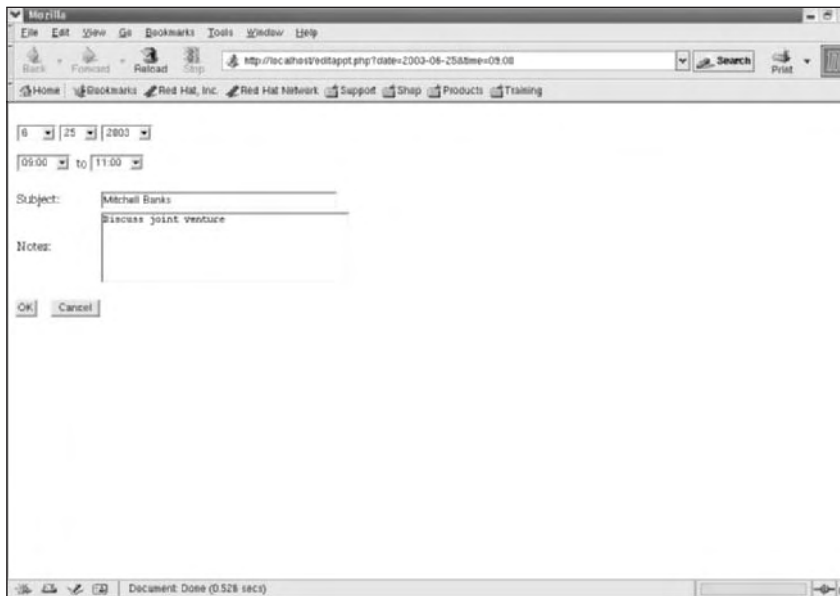 Mozilla
File Edit View Go Bookmarks Tools Window Help
Back Forward Reload Stop http://localhost/editapot.php?date=2003-06-25&time=09:08 Search Print
Home Bookmarks Red Hat, Inc. Red Hat Network Support Shop Products Training
6 25 2003
09:00 to 11:00
Subject: Mitchell Banks
Discuss joint venture
Notes:
OK Cancel
Document: Done (0.526 secs)